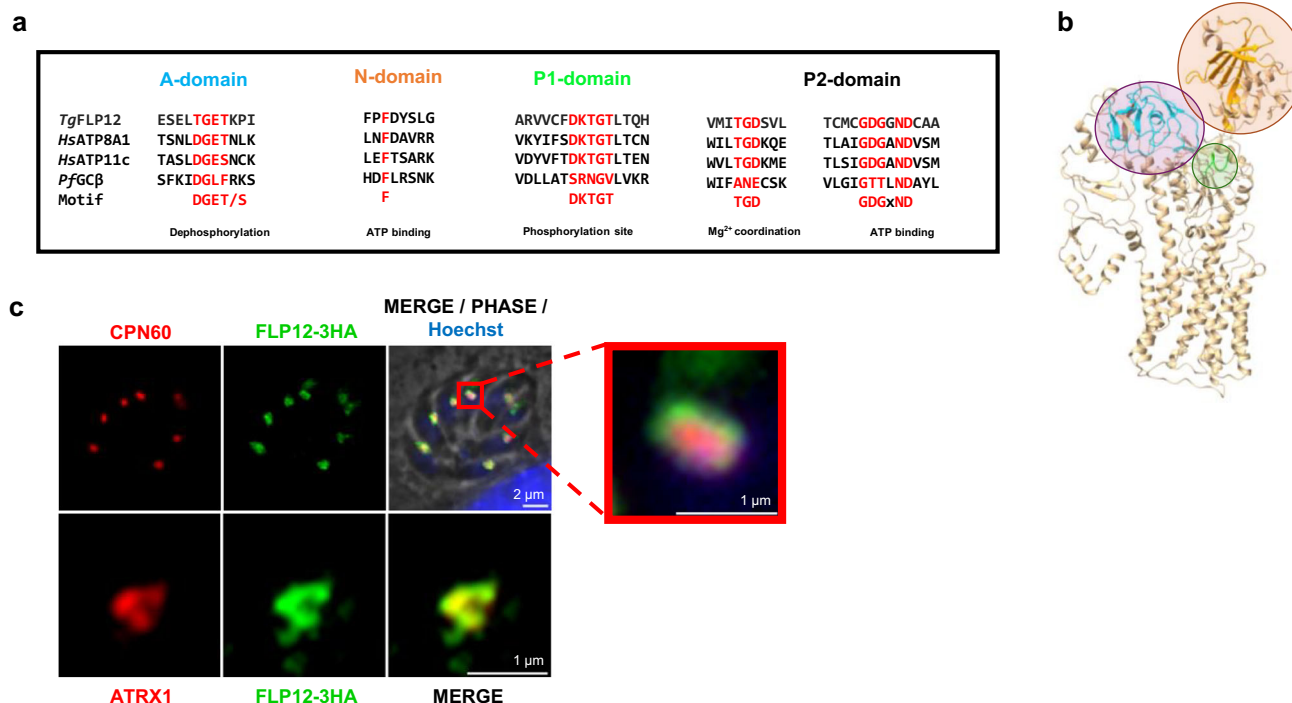 a
b
A-domain N-domain P1-domain P2-domain
TgFLP12 ESELTGETKPI FPFDYSLG ARVVCFDKTGTLTQH VMITGDSVL TCMCGDGGNDCAA
HsATP8A1 TSNLDGETNLK LNFDAVRR VKYIFSDKTGTLTCN WILTGDKQE TLAIGDGANDVSM
HsATP11c TASLDGESNCK LEFTSARK VDYVFTDKTGTLTEN WVLTGDKME TLSIGDGANDVSM
PfGCβ SFKIDGLFRKS HDFLRSNK VDLLATSRNGVLVKR WIFANECSK VLGIGTTLNDAYL
Motif DGET/S F DKTGT TGD GDGxND
Dephosphorylation ATP binding Phosphorylation site Mg²⁺ coordination ATP binding
c
CPN60 FLP12-3HA MERGE / PHASE / Hoechst
2 µm
1 µm
1 µm
ATRX1 FLP12-3HA MERGE